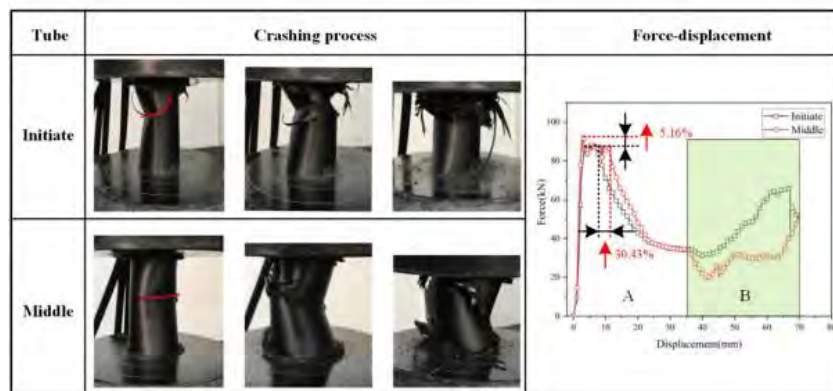 Tube
Crashing process
Force-displacement
Initiate
Middle
Initiate
Middle
5.16%
30.43%
A
B
100
80
60
40
20
0
0
10
20
30
40
50
60
70
80
Force(kN)
Displacement(mm)